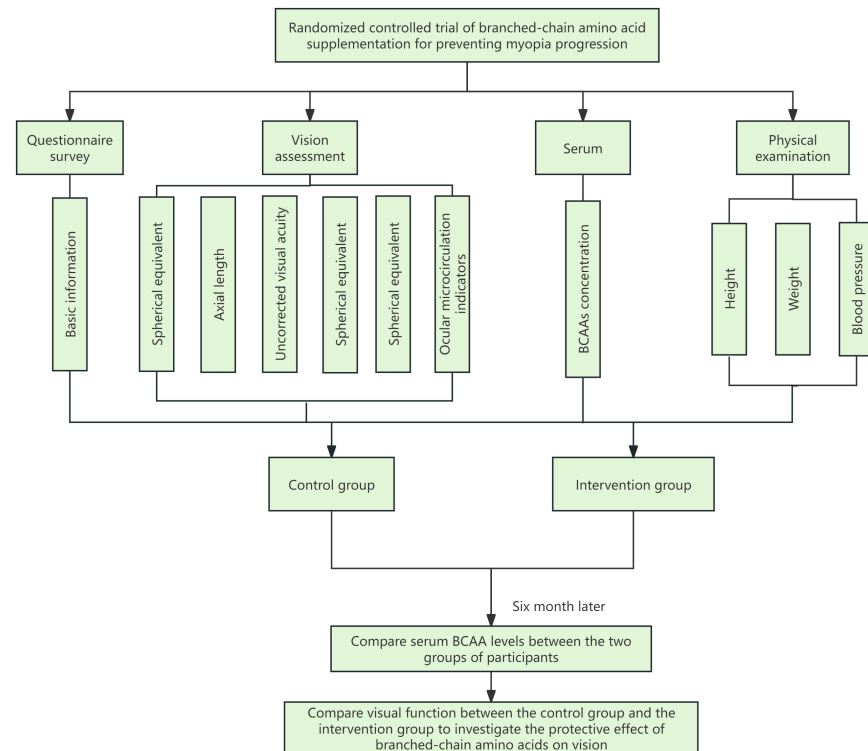 Randomized controlled trial of branched-chain amino acid
supplementation for preventing myopia progression
Questionnaire
survey
Vision
assessment
Serum
Physical
examination
Basic information
Spherical equivalent
Axial length
Uncorrected visual acuity
Spherical equivalent
Spherical equivalent
Ocular microcirculation
indicators
BCAAs concentration
Height
Weight
Blood pressure
Control group
Intervention group
Six month later
Compare serum BCAA levels between the two
groups of participants
Compare visual function between the control group and the
intervention group to investigate the protective effect of
branched-chain amino acids on vision